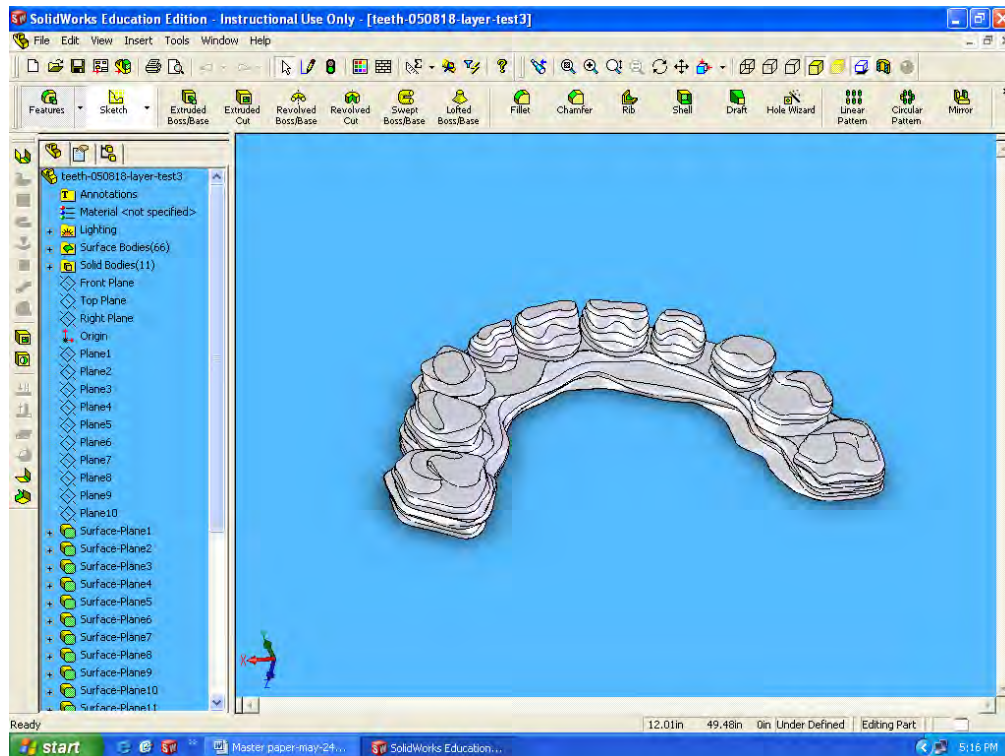 SolidWorks Education Edition - Instructional Use Only - [teeth-050818-layer-test3]
File Edit View Insert Tools Window Help
Features Sketch Extruded Boss/Base Extruded Cut Revolved Boss/Base Revolved Cut Swept Boss/Base Lofted Boss/Base Fillet Chamfer Rib Shell Draft Hole Wizard Linear Pattern Circular Pattern Mirror
teeth-050818-layer-test3
Annotations
Material <not specified>
Lighting
Surface Bodies(66)
Solid Bodies(11)
Front Plane
Top Plane
Right Plane
Origin
Plane1
Plane2
Plane3
Plane4
Plane5
Plane6
Plane7
Plane8
Plane9
Plane10
Surface-Plane1
Surface-Plane2
Surface-Plane3
Surface-Plane4
Surface-Plane5
Surface-Plane6
Surface-Plane7
Surface-Plane8
Surface-Plane9
Surface-Plane10
Surface-Plane11
X
Z
Ready 12.01in 49.48in 0in Under Defined Editing Part
start Master paper-may-24... SolidWorks Education... 5:16 PM